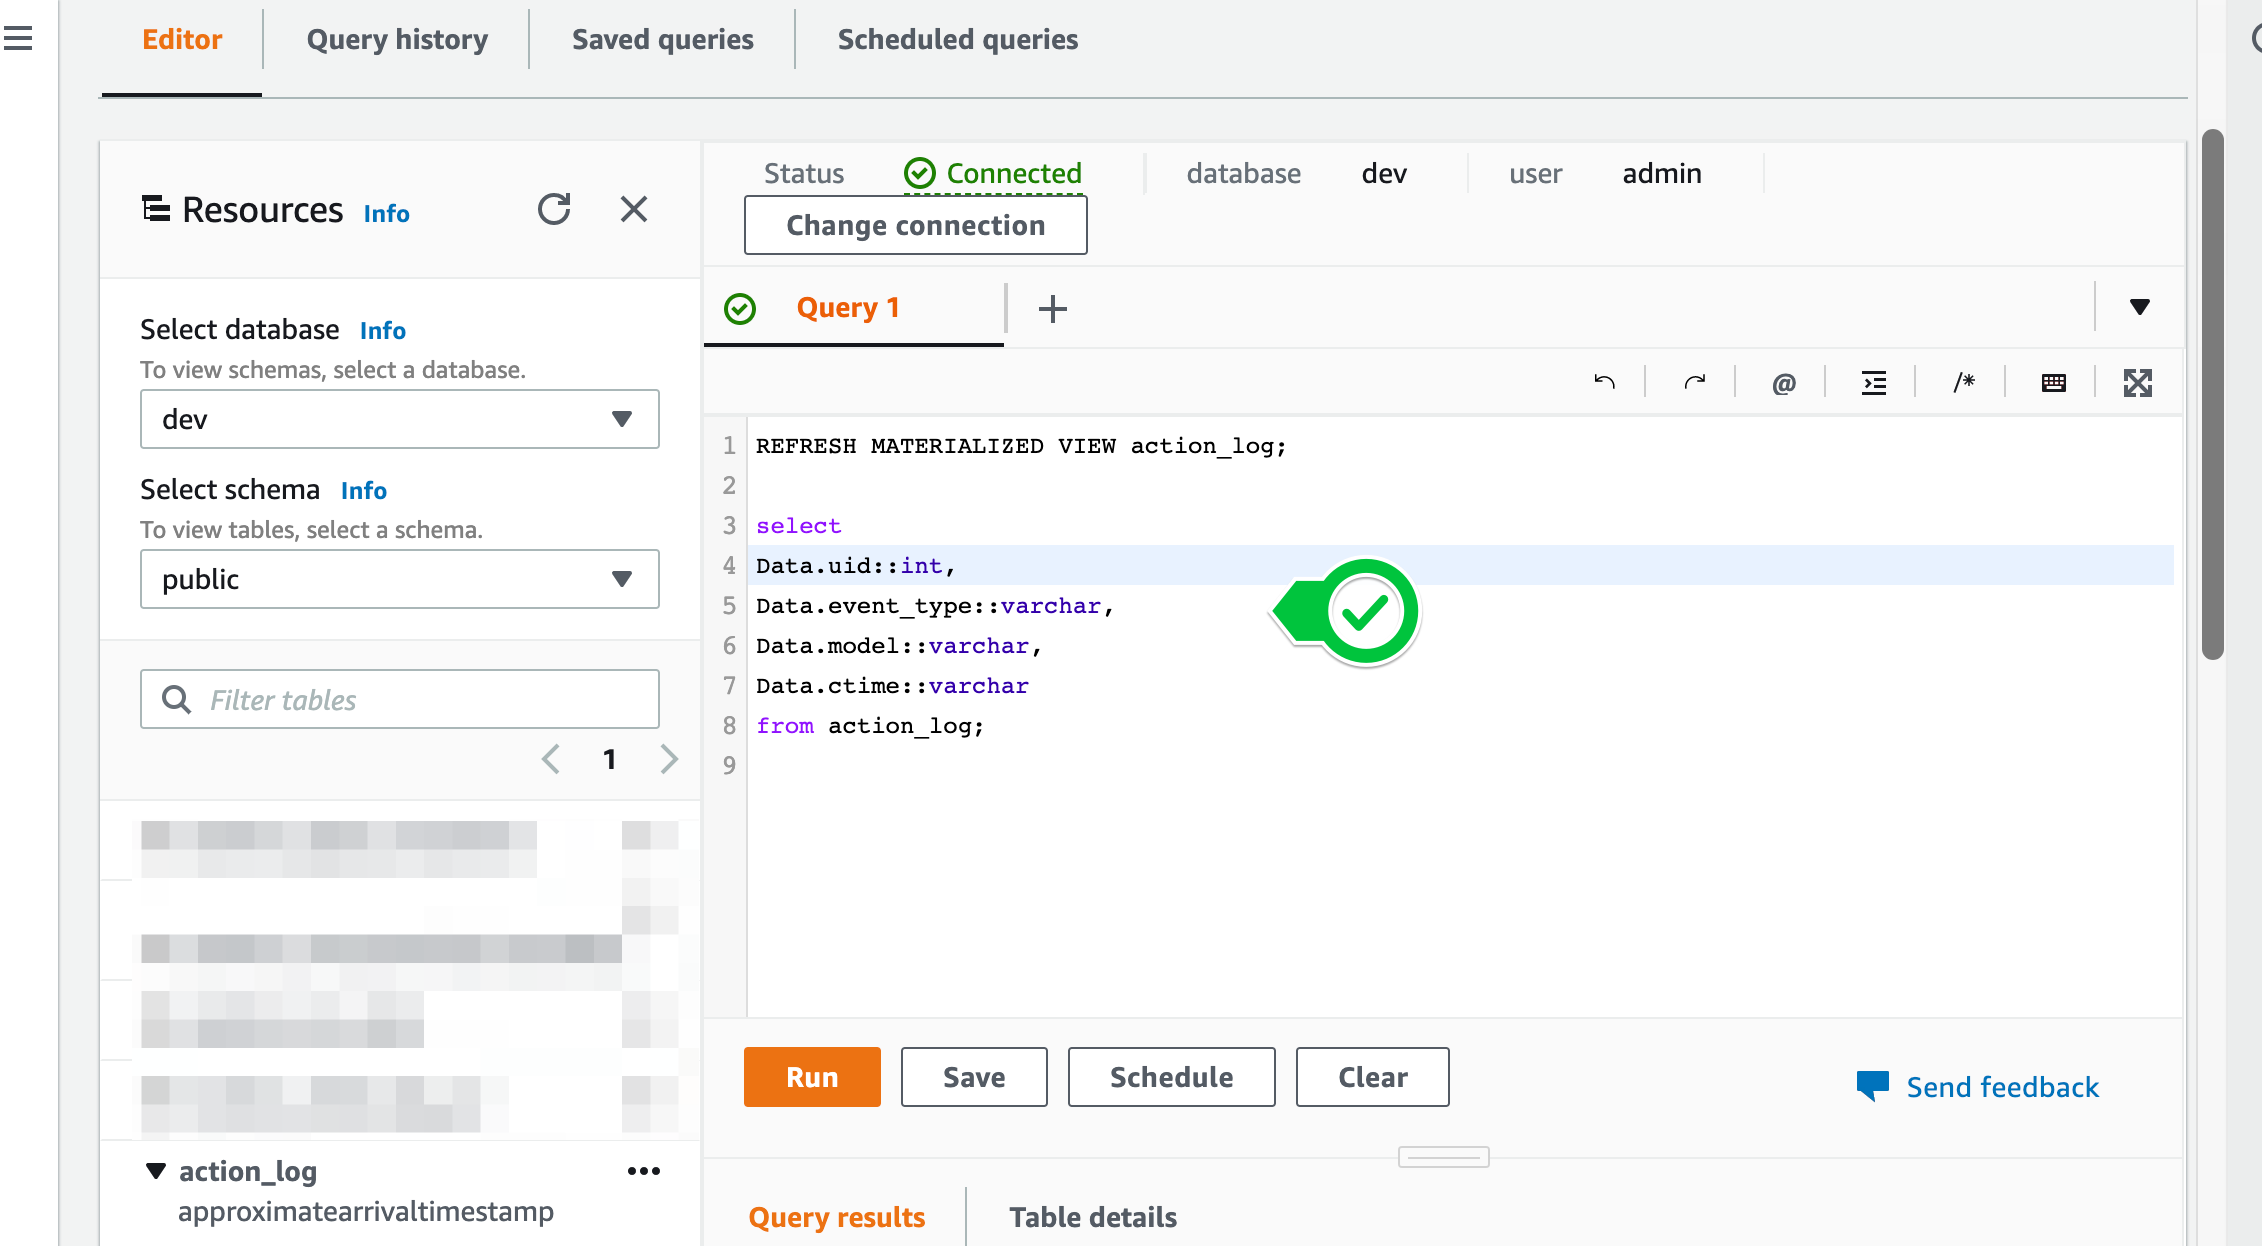 Editor Query history Saved queries Scheduled queries
Resources Info
Select database Info
To view schemas, select a database.
dev
Select schema Info
To view tables, select a schema.
public
Filter tables
1
action_log
approximatearrivaltimestamp
Status Connected database dev user admin
Change connection
Query 1
@ /*
1 REFRESH MATERIALIZED VIEW action_log;
2
3 select
4 Data.uid::int,
5 Data.event_type::varchar,
6 Data.model::varchar,
7 Data.ctime::varchar
8 from action_log;
9
Run Save Schedule Clear
Send feedback
Query results Table details